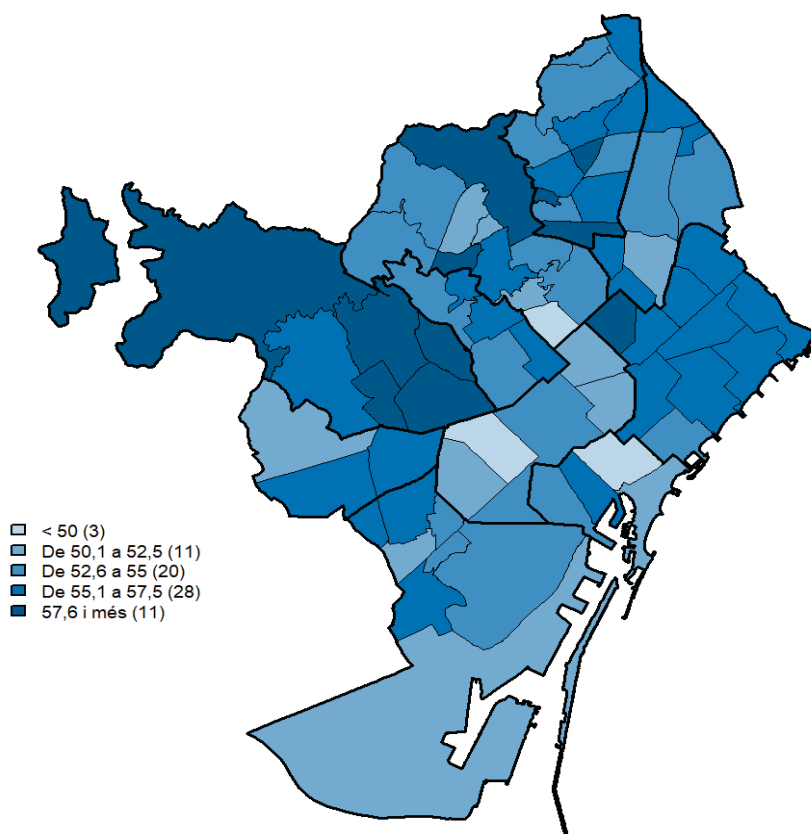 < 50 (3)
De 50,1 a 52,5 (11)
De 52,6 a 55 (20)
De 55,1 a 57,5 (28)
57,6 i més (11)